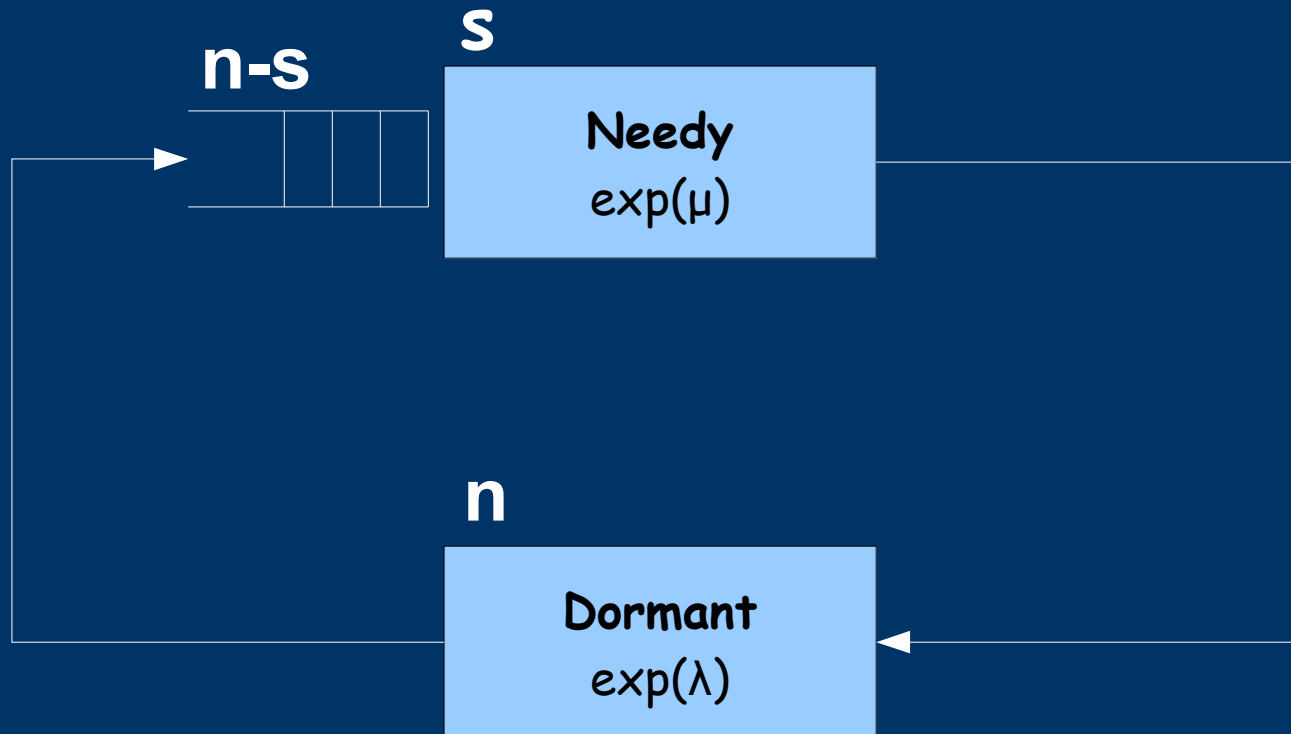 s
n-s
Needy
exp(μ)
n
Dormant
exp(λ)